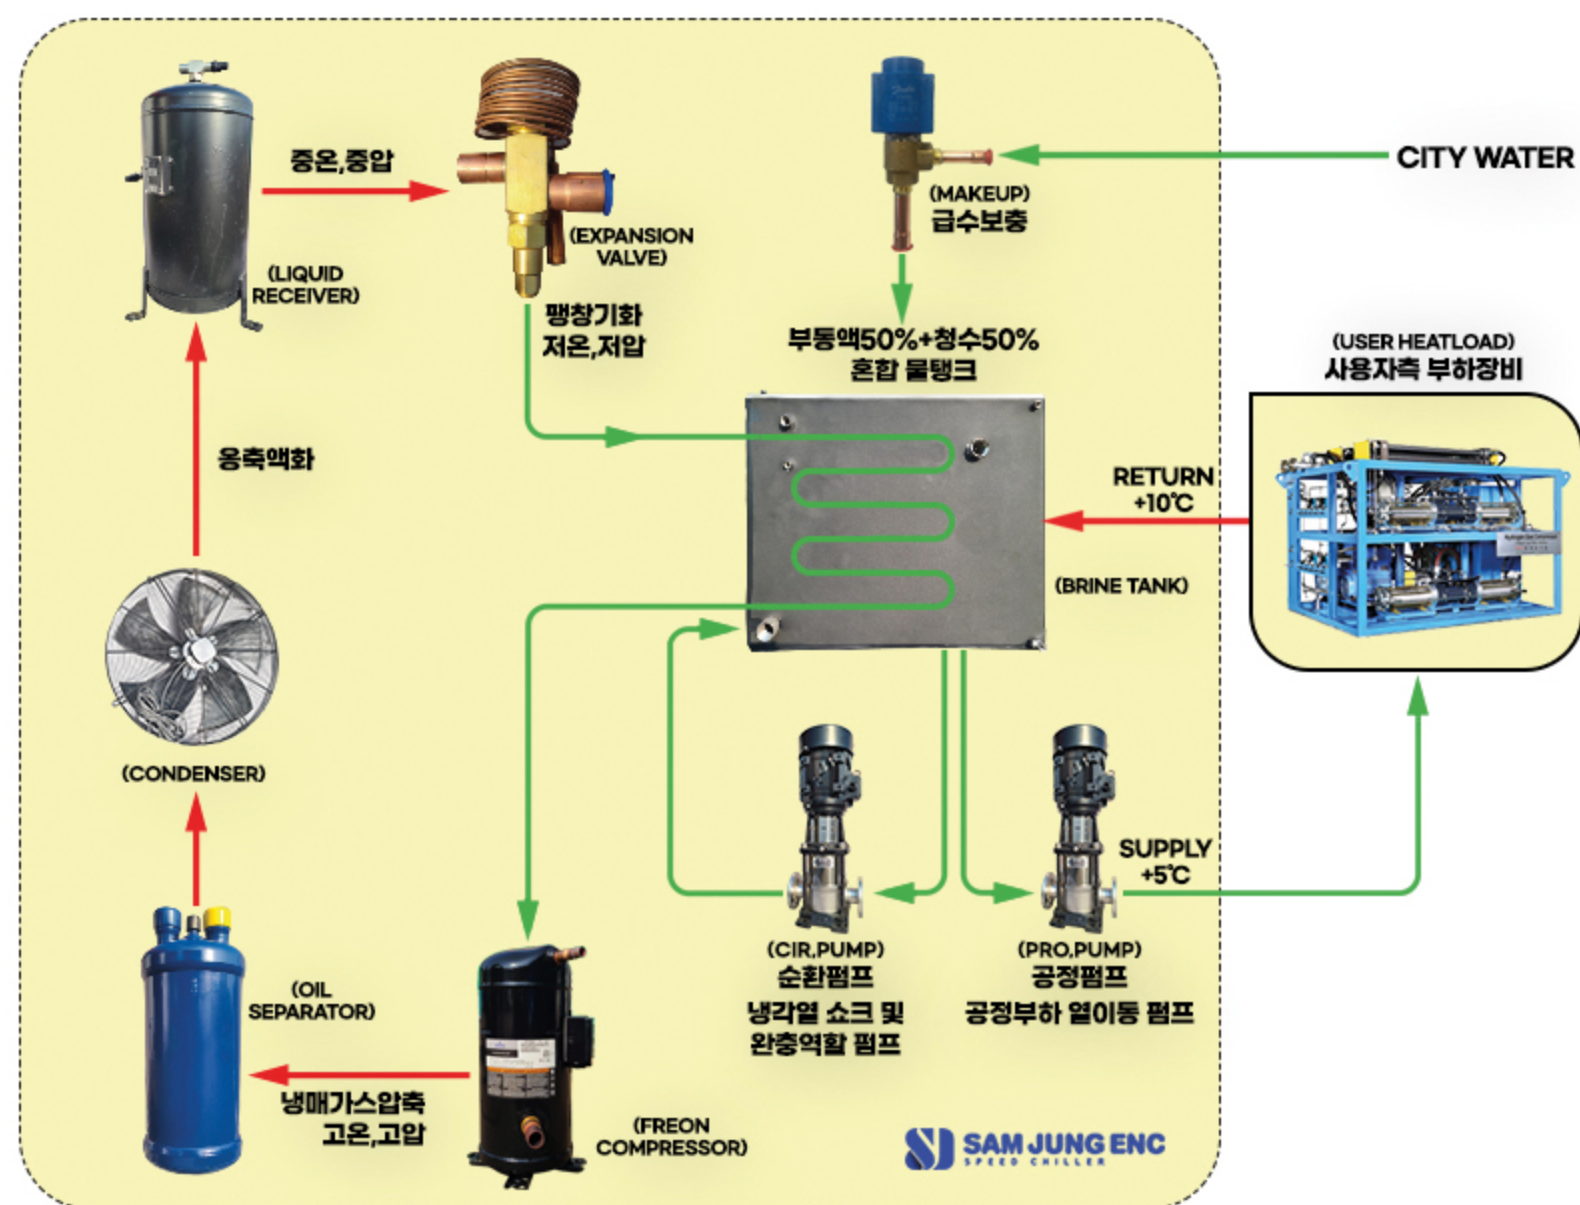 중온,중압
(LIQUID
RECEIVER)
(EXPANSION
VALVE)
팽창기화
저온,저압
(MAKEUP)
급수보충
CITY WATER
부동액50%+청수50%
혼합 물탱크
(USER HEATLOAD)
사용자측 부하장비
RETURN
+10℃
(BRINE TANK)
응축액화
(CONDENSER)
(OIL
SEPARATOR)
냉매가스압축
고온,고압
(FREON
COMPRESSOR)
(CIR,PUMP)
순환펌프
냉각열 쇼크 및
완충역할 펌프
(PRO,PUMP)
공정펌프
공정부하 열이동 펌프
SUPPLY
+5℃
SAM JUNG ENC
SPEED CHILLER